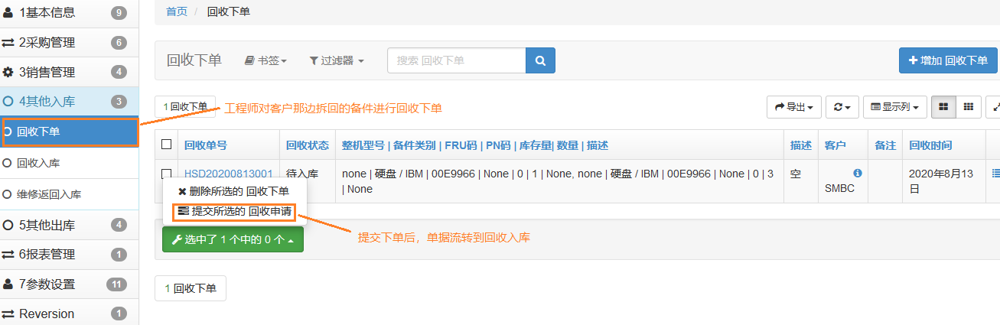 1基本信息 9
2采购管理 6
3销售管理 4
4其他入库 3
回收下单
回收入库
维修返回入库
5其他出库 4
6报表管理 1
7参数设置 11
Reversion 1
首页 / 回收下单
回收下单 书签 过滤器 搜索 回收下单 增加 回收下单
1 回收下单 工程师对客户那边拆回的备件进行回收下单 导出 显示列
回收单号 回收状态 整机型号 | 备件类别 | FRU码 | PN码 | 库存量| 数量 | 描述 描述 客户 备注 回收时间
HSD20200813001 待入库 none | 硬盘 / IBM | 00E9966 | None | 0 | 1 | None, none | 硬盘 / IBM | 00E9966 | None | 0 | 3 空 2020年8月13
| None SMBC 日
删除所选的 回收下单
提交所选的 回收申请
提交下单后，单据流转到回收入库
选中了 1 个中的 0 个
1 回收下单